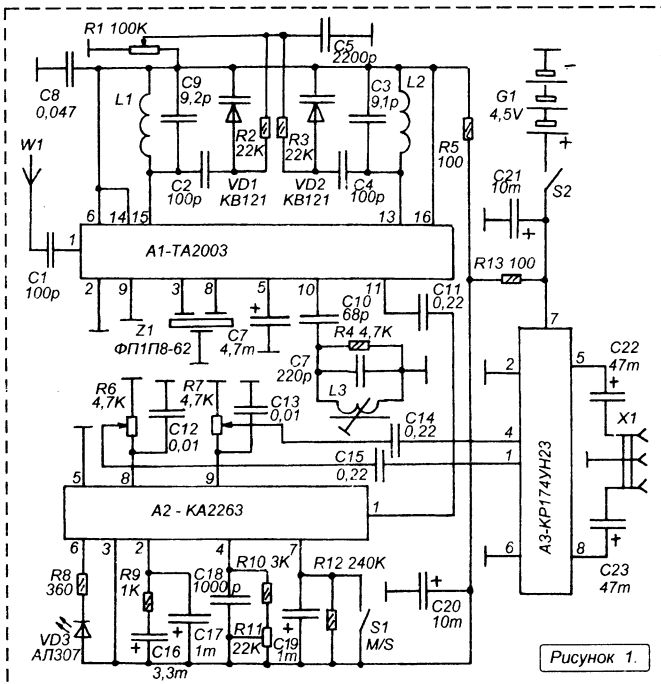 R1 100K
C5
2200p
C8
0,047
L1
C9
9,2p
C3
9,1p
L2
G1
4,5V
–
+
W1
R2
22K
R3
22K
R5
100
C2
100p
VD1
КВ121
VD2
КВ121
C4
100p
C21
10m
+
S2
6
14
15
13
16
R13 100
1
A1-TA2003
C1
100p
2
9
3
8
5
10
11
C11
0,22
7
Z1
ФП1П8-62
+
C7
4,7m
C10
68p
R4 4,7K
C7
220p
L3
2
5
C22
47m
+
R6
4,7K
R7
4,7K
C13
0,01
C12
0,01
C14
0,22
C15
0,22
4
1
X1
А3-КР174УН23
5
8
9
A2 - KA2263
1
6
8
+
C23
47m
6
3
2
4
7
R8
360
R9
1K
C18
1000p
R10 3K
R12 240K
+
C20
10m
VD3
АЛ307
+
C16
3,3m
+
C17
1m
R11
22K
+
C19
1m
S1
M/S
Рисунок 1.